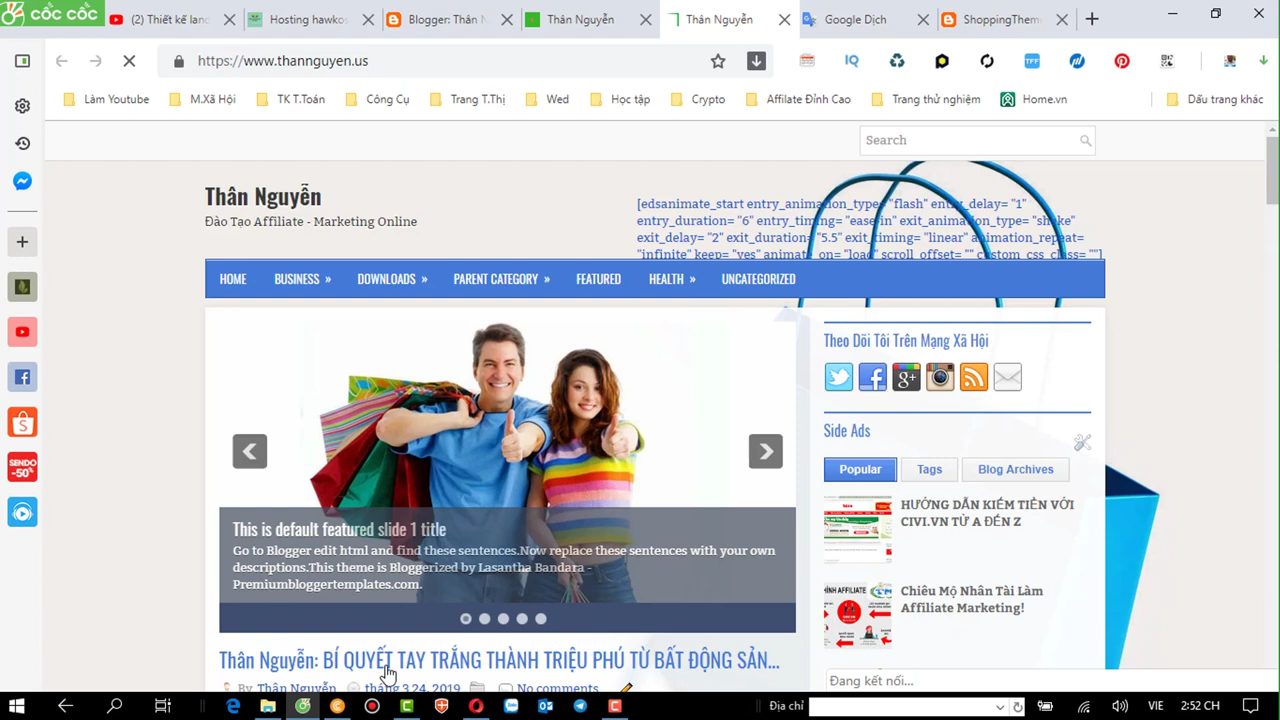 cốc cốc
(2) Thiết kế land
Hosting hawkos
Blogger: Thân N
Thân Nguyễn
Thân Nguyễn
Google Dịch
ShoppingThem
https://www.thannguyen.us
IQ
TFF
Làm Youtube
M.Xã Hội
TK T.Toán
Công Cụ
Trang T.Thị
Wed
Học tập
Crypto
Affilate Đỉnh Cao
Trang thử nghiệm
Home.vn
Dấu trang khác
Search
Thân Nguyễn
Đào Tạo Affiliate - Marketing Online
[edsanimate_start entry_animation_type= "flash" entry_delay= "1"
entry_duration= "6" entry_timing= "ease-in" exit_animation_type= "shake"
exit_delay= "2" exit_duration= "5.5" exit_timing= "linear" animation_repeat=
"infinite" keep= "yes" animate_on= "load" scroll_offset= "" custom_css_class= ""]
HOME
BUSINESS »
DOWNLOADS »
PARENT CATEGORY »
FEATURED
HEALTH »
UNCATEGORIZED
This is default featured slide 1 title
Go to Blogger edit html and find these sentences.Now replace these sentences with your own
descriptions.This theme is Bloggerized by Lasantha Bandara -
Premiumbloggertemplates.com.
Thân Nguyễn: BÍ QUYẾT TAY TRẮNG THÀNH TRIỆU PHÚ TỪ BẤT ĐỘNG SẢN...
By Thân Nguyễn
tháng 3 24, 2019
No comments
Theo Dõi Tôi Trên Mạng Xã Hội
Side Ads
Popular
Tags
Blog Archives
HƯỚNG DẪN KIẾM TIỀN VỚI
CIVI.VN TỪ A ĐẾN Z
Chiêu Mộ Nhân Tài Làm
Affiliate Marketing!
SENDO
-50%
Đang kết nối...
Địa chỉ
VIE
2:52 CH